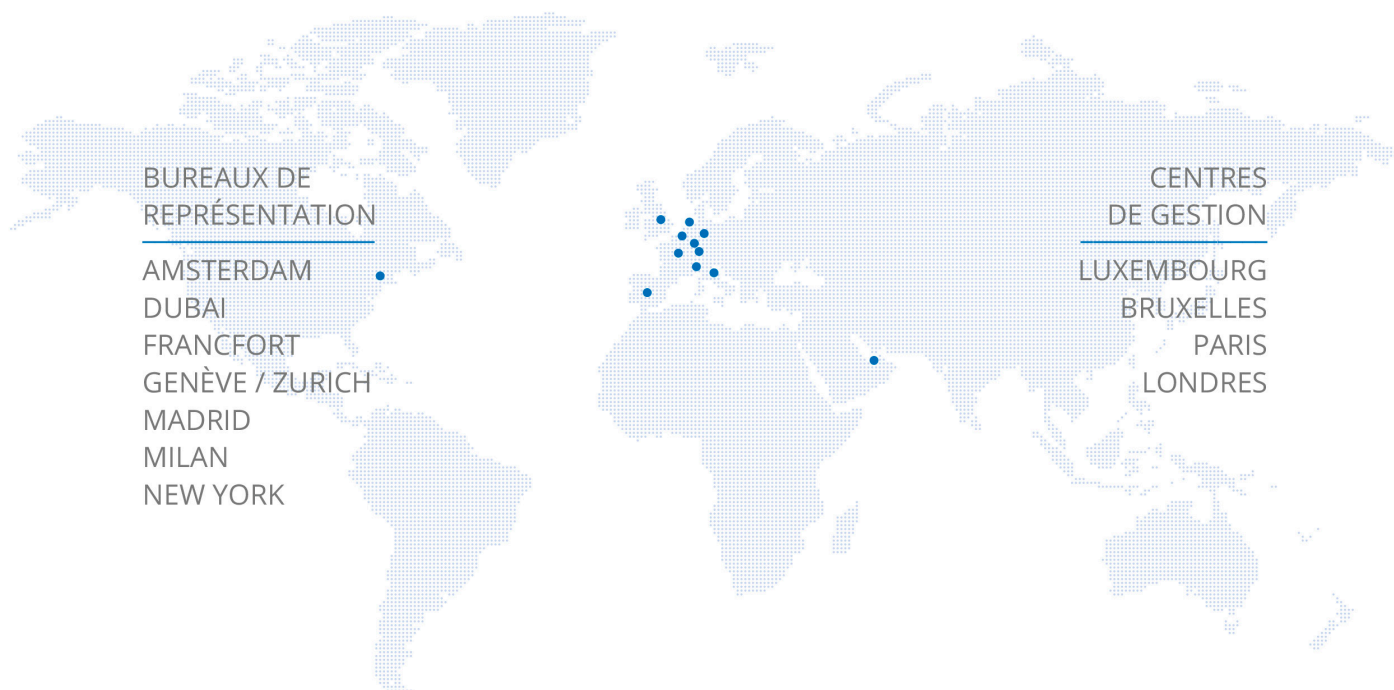 BUREAUX DE
REPRÉSENTATION
AMSTERDAM
DUBAI
FRANCFORT
GENÈVE / ZURICH
MADRID
MILAN
NEW YORK
CENTRES
DE GESTION
LUXEMBOURG
BRUXELLES
PARIS
LONDRES